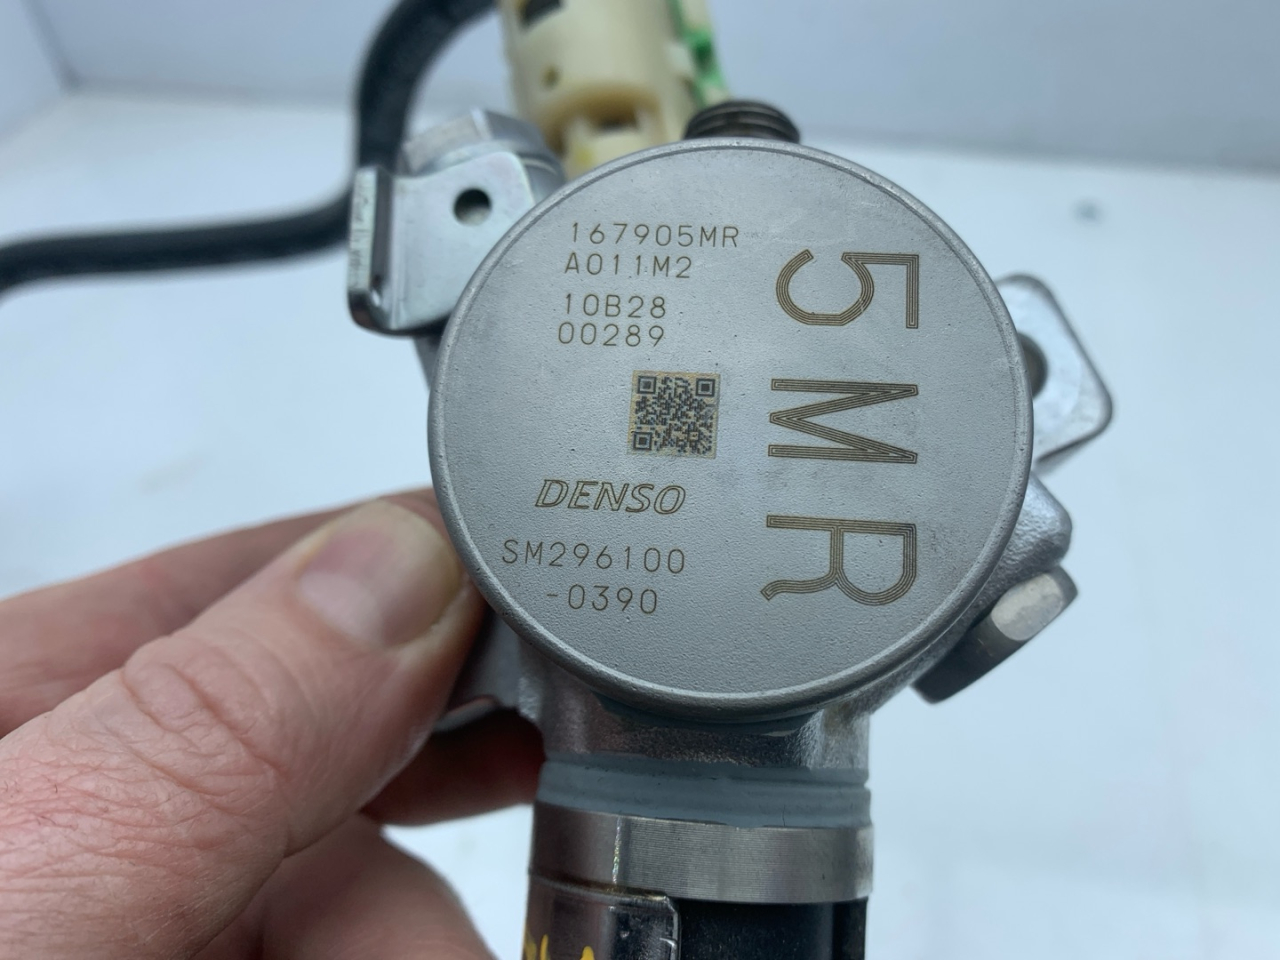 167905MR
A011M2
10B28
00289
DENSO
SM296100
-0390
5MR